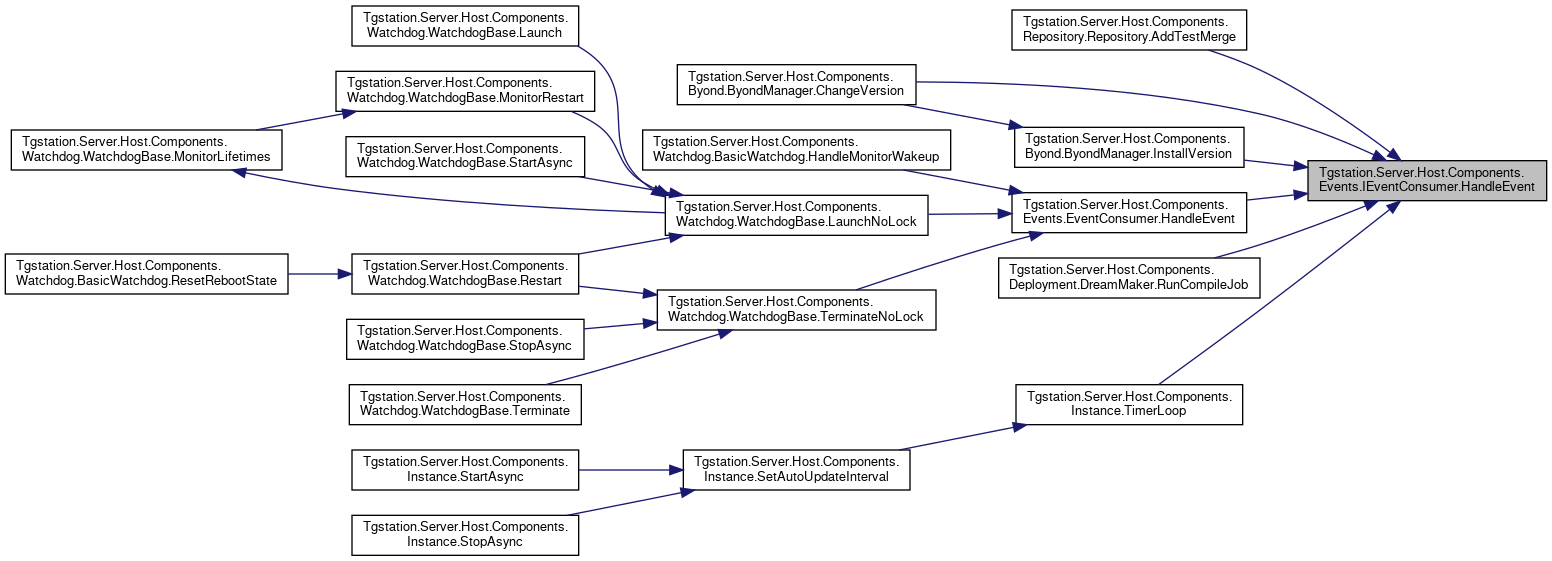 Tgstation.Server.Host.Components.
Watchdog.WatchdogBase.Launch
Tgstation.Server.Host.Components.
Repository.Repository.AddTestMerge
Tgstation.Server.Host.Components.
Watchdog.WatchdogBase.MonitorRestart
Tgstation.Server.Host.Components.
Byond.ByondManager.ChangeVersion
Tgstation.Server.Host.Components.
Watchdog.WatchdogBase.MonitorLifetimes
Tgstation.Server.Host.Components.
Watchdog.WatchdogBase.StartAsync
Tgstation.Server.Host.Components.
Watchdog.BasicWatchdog.HandleMonitorWakeup
Tgstation.Server.Host.Components.
Byond.ByondManager.InstallVersion
Tgstation.Server.Host.Components.
Events.IEventConsumer.HandleEvent
Tgstation.Server.Host.Components.
Watchdog.WatchdogBase.LaunchNoLock
Tgstation.Server.Host.Components.
Events.EventConsumer.HandleEvent
Tgstation.Server.Host.Components.
Watchdog.BasicWatchdog.ResetRebootState
Tgstation.Server.Host.Components.
Watchdog.WatchdogBase.Restart
Tgstation.Server.Host.Components.
Deployment.DreamMaker.RunCompileJob
Tgstation.Server.Host.Components.
Watchdog.WatchdogBase.TerminateNoLock
Tgstation.Server.Host.Components.
Watchdog.WatchdogBase.StopAsync
Tgstation.Server.Host.Components.
Watchdog.WatchdogBase.Terminate
Tgstation.Server.Host.Components.
Instance.TimerLoop
Tgstation.Server.Host.Components.
Instance.StartAsync
Tgstation.Server.Host.Components.
Instance.SetAutoUpdateInterval
Tgstation.Server.Host.Components.
Instance.StopAsync